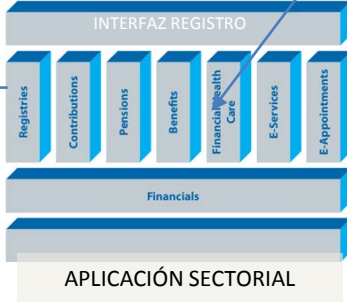 INTERFAZ REGISTRO
Registries
Contributions
Pensions
Benefits
Financial Health
Care
E-Services
E-Appointments
Financials
APLICACIÓN SECTORIAL